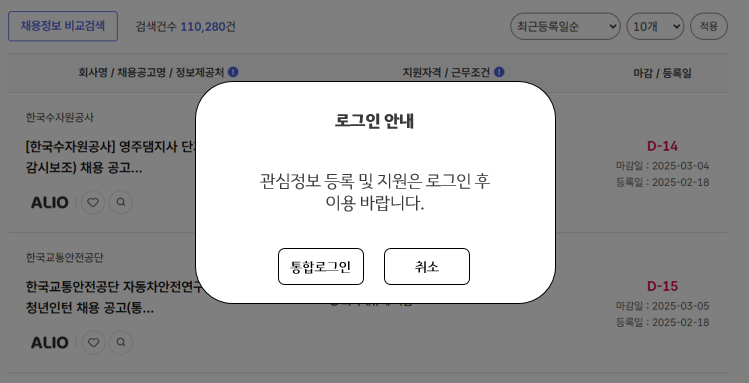 채용정보 비교검색
검색건수 110,280건
최근등록일순
10개
적용
회사명 / 채용공고명 / 정보제공처
지원자격 / 근무조건
마감 / 등록일
한국수자원공사
[한국수자원공사] 영주댐지사
감시보조) 채용 공고...
ALIO
D-14
마감일 : 2025-03-04
등록일 : 2025-02-18
로그인 안내
관심정보 등록 및 지원은 로그인 후
이용 바랍니다.
통합로그인
취소
한국교통안전공단
한국교통안전공단 자동차안전연구
청년인턴 채용 공고(통...
ALIO
D-15
마감일 : 2025-03-05
등록일 : 2025-02-18